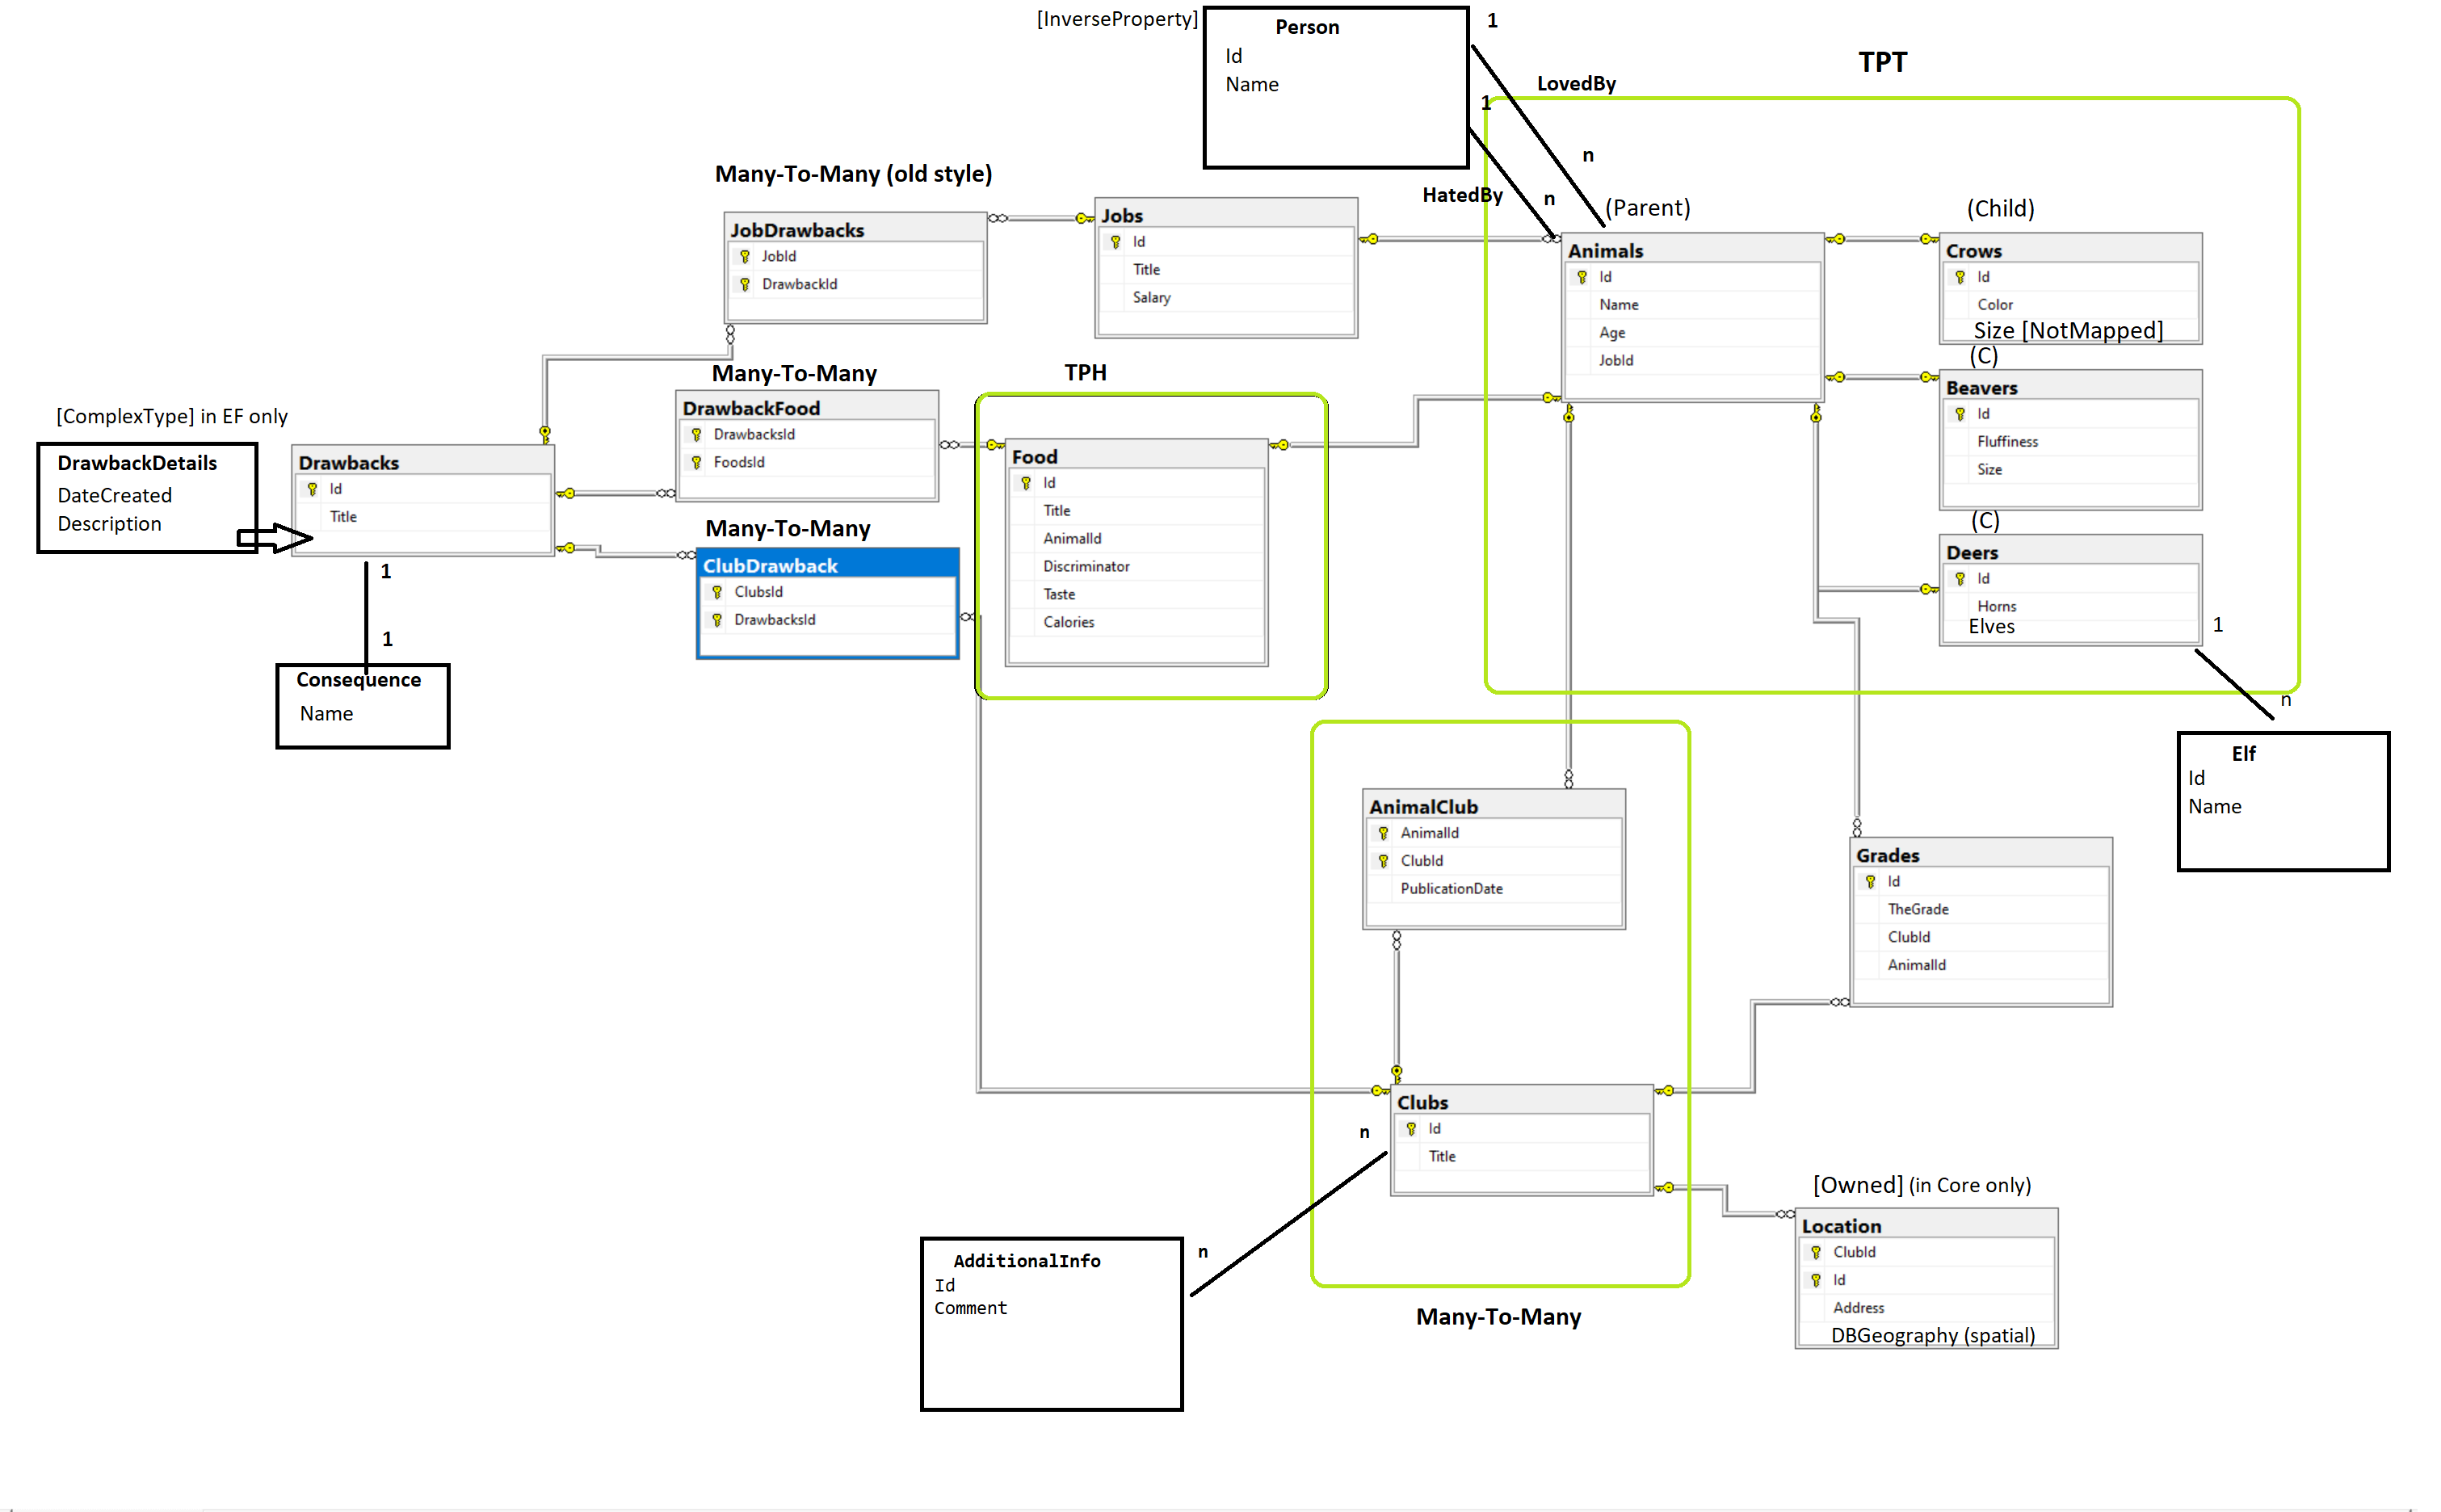 [InverseProperty]
Person
Id
Name
1
1
LovedBy
n
HatedBy
n
TPT
(Parent)
(Child)
Many-To-Many (old style)
JobDrawbacks
JobId
DrawbackId
Jobs
Id
Title
Salary
Animals
Id
Name
Age
JobId
Crows
Id
Color
Size [NotMapped]
(C)
Beavers
Id
Fluffiness
Size
(C)
Deers
Id
Horns
Elves
1
n
Elf
Id
Name
Many-To-Many
DrawbackFood
DrawbacksId
FoodsId
TPH
Food
Id
Title
AnimalId
Discriminator
Taste
Calories
[ComplexType] in EF only
DrawbackDetails
DateCreated
Description
Drawbacks
Id
Title
1
1
Consequence
Name
Many-To-Many
ClubDrawback
ClubsId
DrawbacksId
AnimalClub
AnimalId
ClubId
PublicationDate
Grades
Id
TheGrade
ClubId
AnimalId
Clubs
Id
Title
n
n
AdditionalInfo
Id
Comment
Many-To-Many
[Owned] (in Core only)
Location
ClubId
Id
Address
DBGeography (spatial)